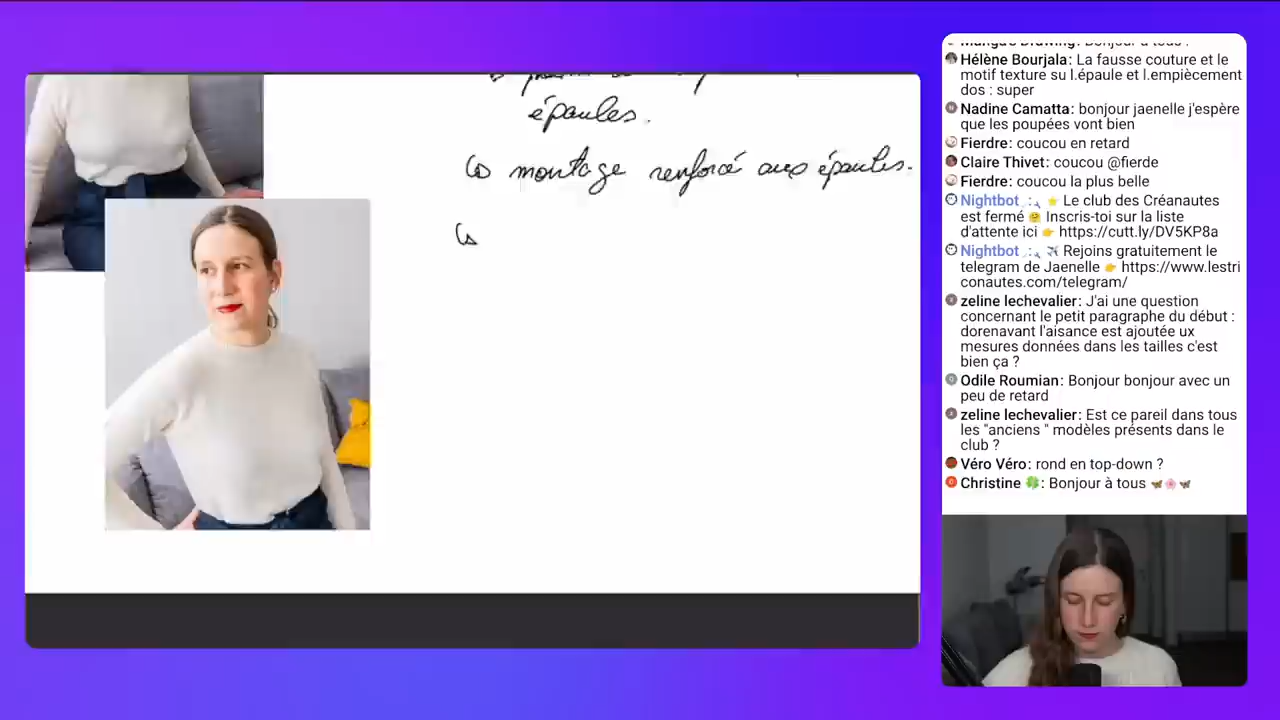 épaules.
↳ montage renforcé aux épaules.
↳
Manga's Drawing: Bonjour à tous !
Hélène Bourjala: La fausse couture et le
motif texture su l.épaule et l.empiècement
dos : super
Nadine Camatta: bonjour jaenelle j'espère
que les poupées vont bien
Fierdre: coucou en retard
Claire Thivet: coucou @fierde
Fierdre: coucou la plus belle
Nightbot : ⭐ Le club des Créanautes
est fermé 🤗 Inscris-toi sur la liste
d'attente ici 👉 https://cutt.ly/DV5KP8a
Nightbot : ✈️ Rejoins gratuitement le
telegram de Jaenelle 👉 https://www.lestri
conautes.com/telegram/
zeline lechevalier: J'ai une question
concernant le petit paragraphe du début :
dorenavant l'aisance est ajoutée ux
mesures données dans les tailles c'est
bien ça ?
Odile Roumian: Bonjour bonjour avec un
peu de retard
zeline lechevalier: Est ce pareil dans tous
les "anciens " modèles présents dans le
club ?
Véro Véro: rond en top-down ?
Christine 🍀: Bonjour à tous 🦋🌸🦋